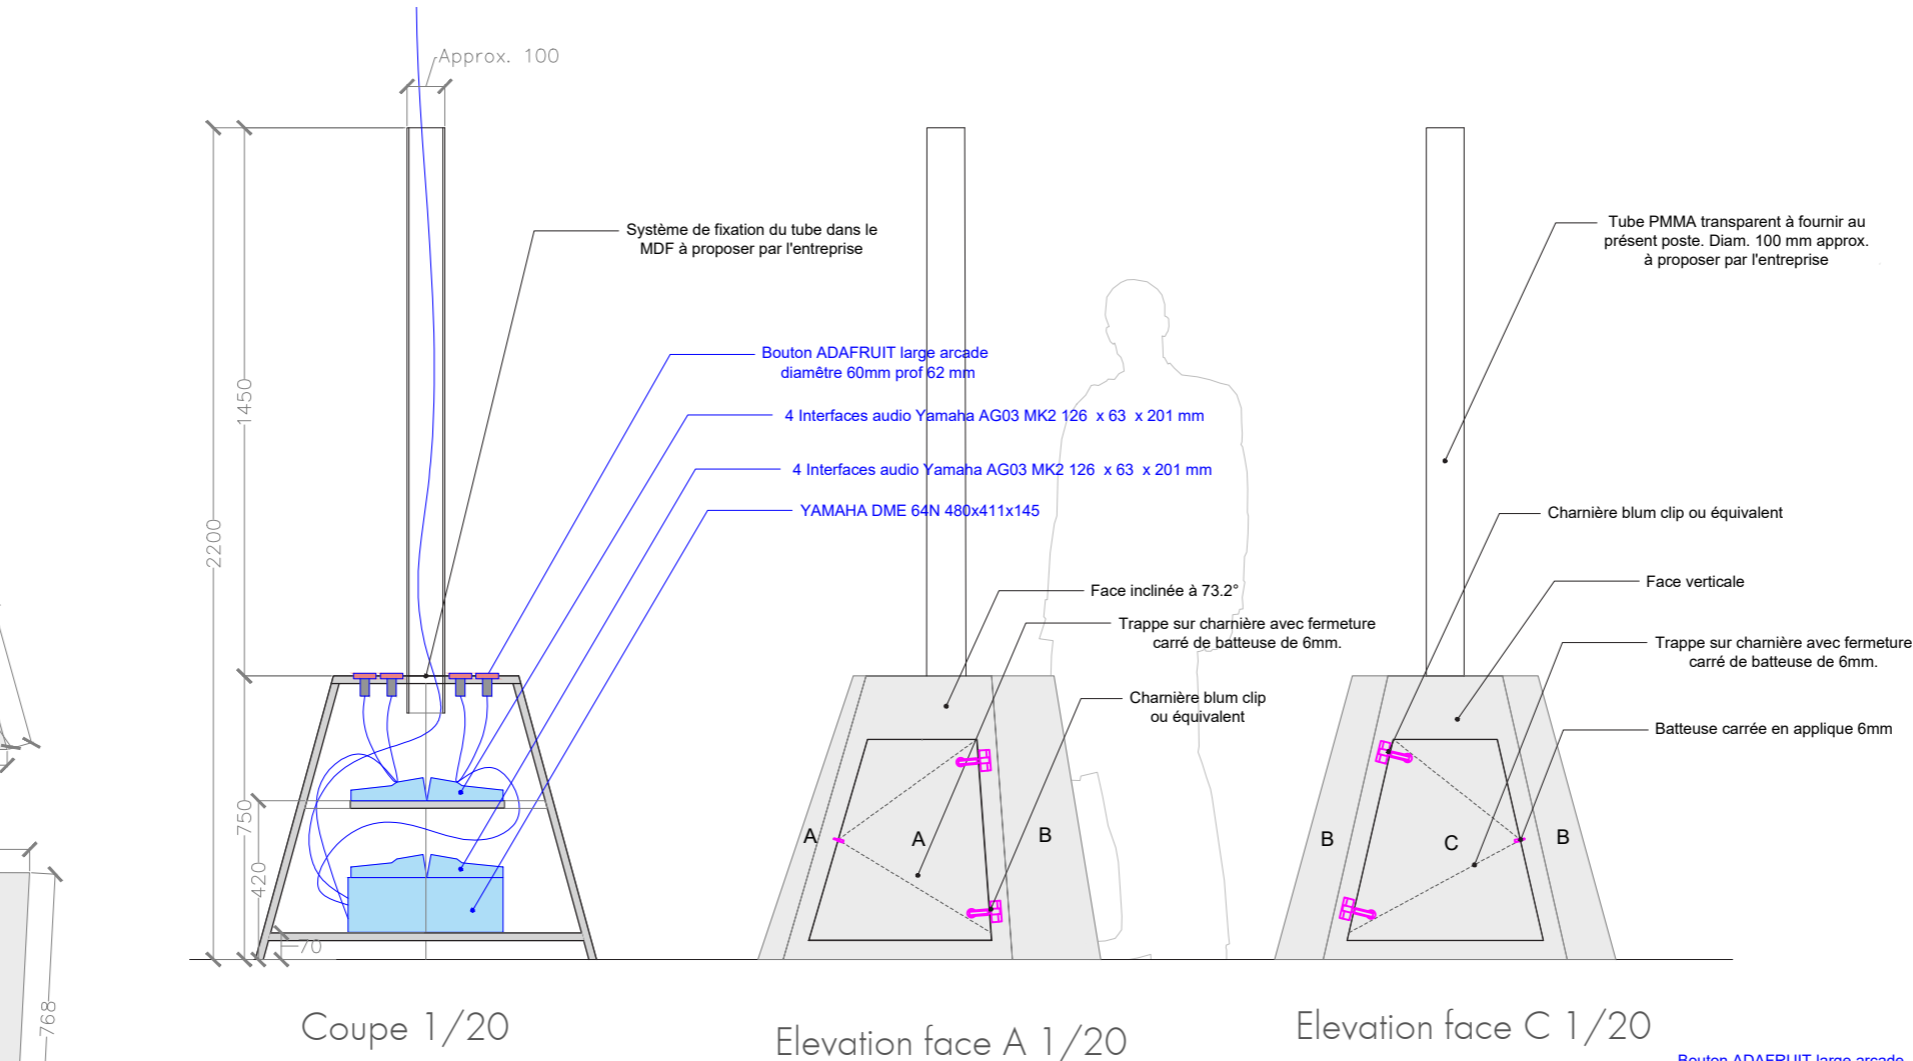 Approx. 100
2200
1450
750
420
70
768
Système de fixation du tube dans le
MDF à proposer par l'entreprise
Bouton ADAFRUIT large arcade
diamêtre 60mm prof 62 mm
4 Interfaces audio Yamaha AG03 MK2 126 x 63 x 201 mm
4 Interfaces audio Yamaha AG03 MK2 126 x 63 x 201 mm
YAMAHA DME 64N 480x411x145
Face inclinée à 73.2°
Trappe sur charnière avec fermeture
carré de batteuse de 6mm.
Charnière blum clip
ou équivalent
A
A
B
Tube PMMA transparent à fournir au
présent poste. Diam. 100 mm approx.
à proposer par l'entreprise
Charnière blum clip ou équivalent
Face verticale
Trappe sur charnière avec fermeture
carré de batteuse de 6mm.
Batteuse carrée en applique 6mm
B
C
B
Coupe 1/20
Elevation face A 1/20
Elevation face C 1/20
Bouton ADAFRUIT large arcade